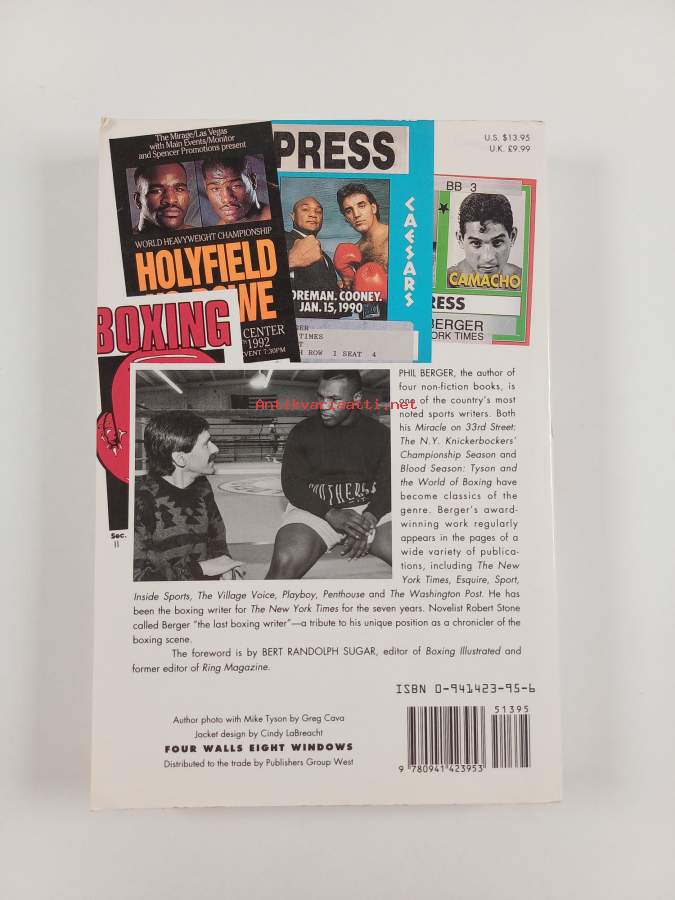 The Mirage/Las Vegas
with Main Events/Monitor
and Spencer Promotions present
WORLD HEAVYWEIGHT CHAMPIONSHIP
HOLYFIELD
CENTER
1992
EVENT 7:30PM
PRESS
CAESARS
OREMAN. COONEY.
JAN. 15, 1990
TIMES
H ROW 1 SEAT 4
U.S. $13.95
U.K. £9.99
BB 3
CAMACHO
RESS
BERGER
ORK TIMES
BOXING
Sec.
11
Antikvariaatti.net
PHIL BERGER, the author of
four non-fiction books, is
one of the country's most
noted sports writers. Both
his Miracle on 33rd Street:
The N.Y. Knickerbockers'
Championship Season and
Blood Season: Tyson and
the World of Boxing have
become classics of the
genre. Berger's award-
winning work regularly
appears in the pages of a
wide variety of publica-
tions, including The New
York Times, Esquire, Sport,
Inside Sports, The Village Voice, Playboy, Penthouse and The Washington Post. He has
been the boxing writer for The New York Times for the seven years. Novelist Robert Stone
called Berger "the last boxing writer"—a tribute to his unique position as a chronicler of the
boxing scene.
The foreword is by BERT RANDOLPH SUGAR, editor of Boxing Illustrated and
former editor of Ring Magazine.
ISBN 0-941423-95-6
51395
9 780941 423953
Author photo with Mike Tyson by Greg Cava
Jacket design by Cindy LaBreacht
FOUR WALLS EIGHT WINDOWS
Distributed to the trade by Publishers Group West